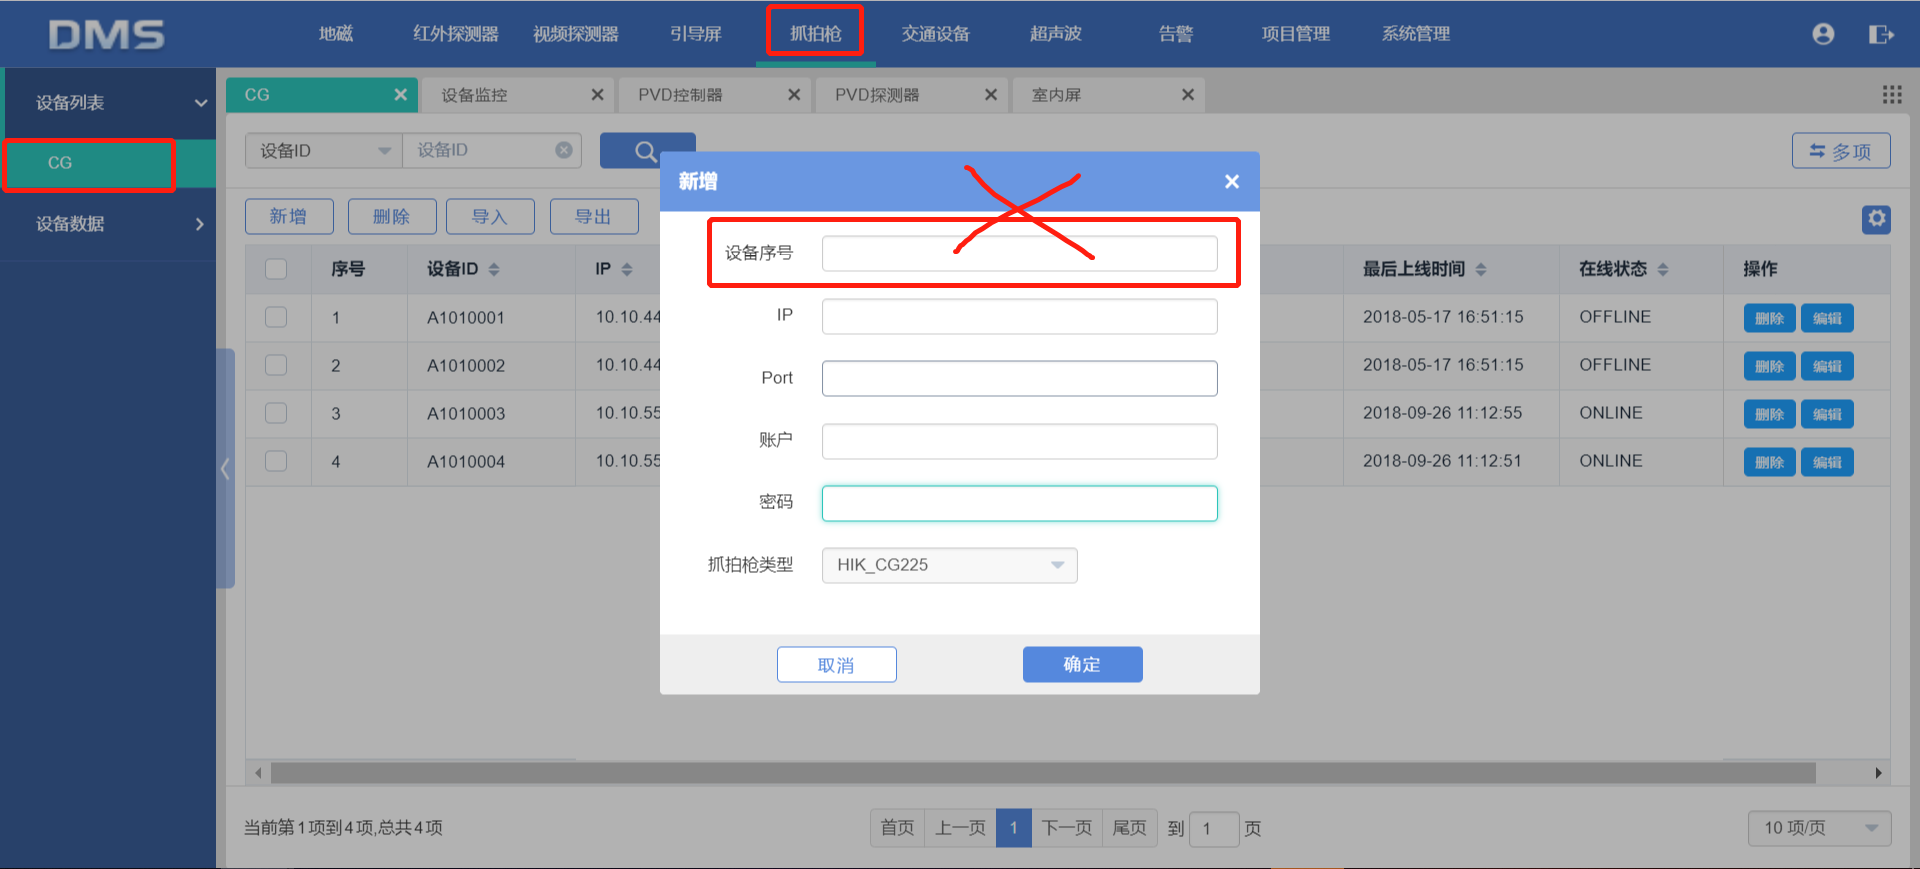 DMS 地磁 红外探测器 视频探测器 引导屏 抓拍枪 交通设备 超声波 告警 项目管理 系统管理
设备列表
CG
设备数据
CG 设备监控 PVD控制器 PVD探测器 室内屏
设备ID 设备ID 多项
新增 删除 导入 导出
序号 设备ID IP 最后上线时间 在线状态 操作
1 A1010001 10.10.44 2018-05-17 16:51:15 OFFLINE 删除 编辑
2 A1010002 10.10.44 2018-05-17 16:51:15 OFFLINE 删除 编辑
3 A1010003 10.10.55 2018-09-26 11:12:55 ONLINE 删除 编辑
4 A1010004 10.10.55 2018-09-26 11:12:51 ONLINE 删除 编辑
新增
设备序号
IP
Port
账户
密码
抓拍枪类型 HIK_CG225
取消 确定
当前第1项到4项,总共4项 首页 上一页 1 下一页 尾页 到 1 页 10 项/页